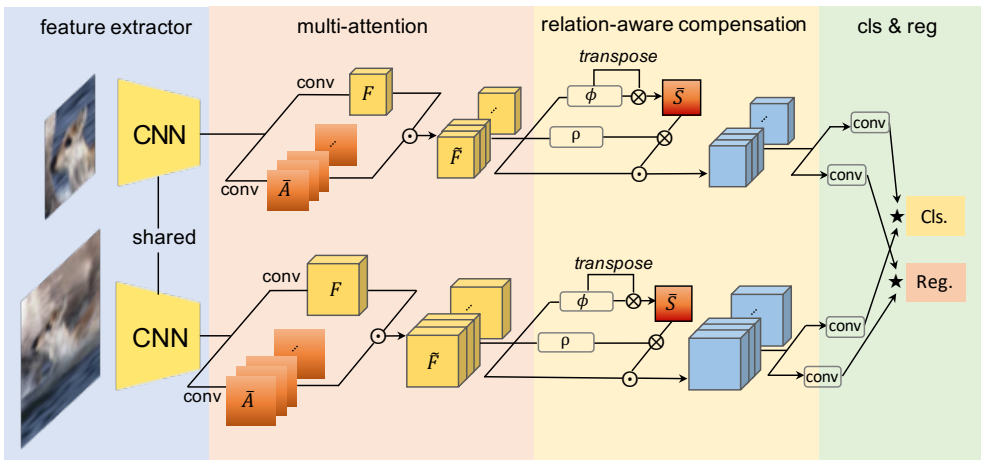 feature extractor
multi-attention
relation-aware compensation
cls & reg
CNN
conv
F
conv
Ā
F̃
transpose
ϕ
S̄
ρ
conv
conv
Cls.
shared
CNN
conv
F
conv
Ā
F̃
transpose
ϕ
S̄
ρ
conv
conv
Reg.